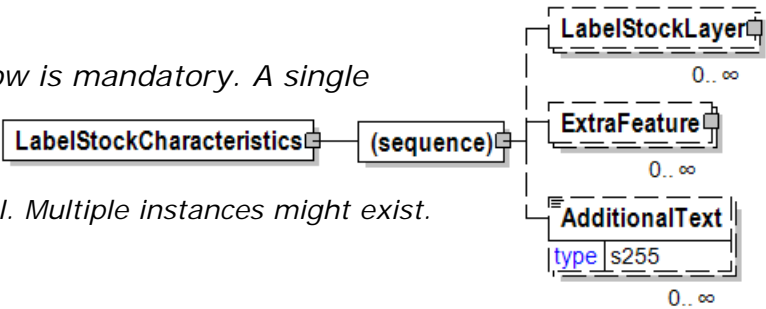 LabelStockLayer
0.. ∞
ow is mandatory. A single
LabelStockCharacteristics
(sequence)
ExtraFeature
0.. ∞
l. Multiple instances might exist.
AdditionalText
type s255
0.. ∞